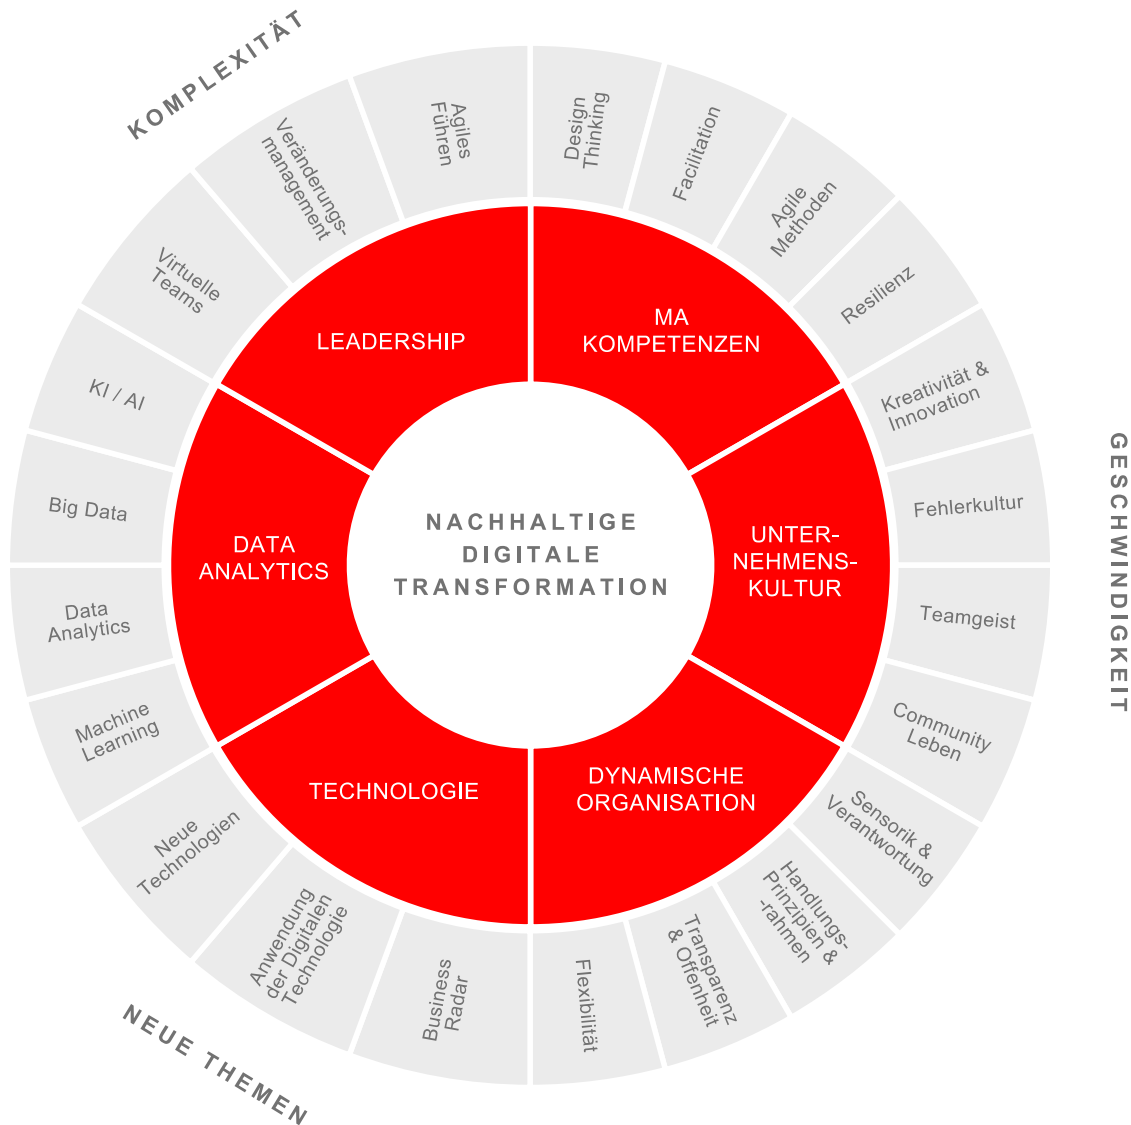 KOMPLEXITÄT
GESCHWINDIGKEIT
NEUE THEMEN
NACHHALTIGE
DIGITALE
TRANSFORMATION
LEADERSHIP
MA
KOMPETENZEN
UNTER-
NEHMENS-
KULTUR
DYNAMISCHE
ORGANISATION
TECHNOLOGIE
DATA
ANALYTICS
Design
Thinking
Facilitation
Agile
Methoden
Resilienz
Kreativität &
Innovation
Fehlerkultur
Teamgeist
Community
Leben
Sensorik &
Verantwortung
Handlungs-
Prinzipien &
-rahmen
Transparenz
& Offenheit
Flexibilität
Business
Radar
Anwendung
der Digitalen
Technologie
Neue
Technologien
Machine
Learning
Data
Analytics
Big Data
KI / AI
Virtuelle
Teams
Veränderungs-
management
Agiles
Führen